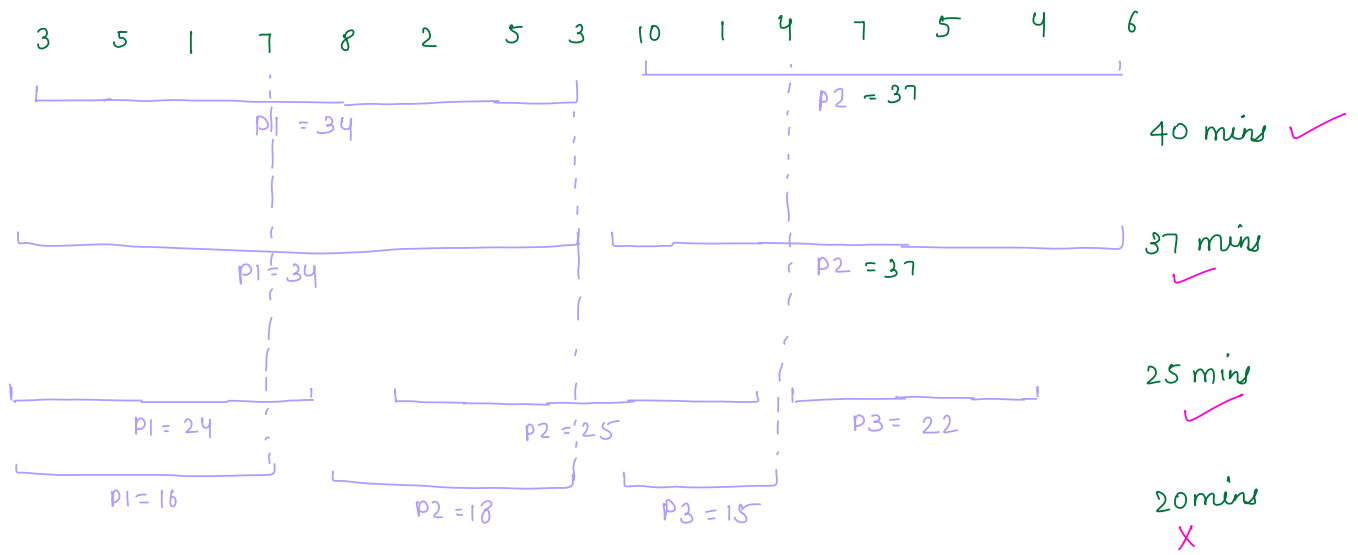 3 5 1 7 8 2 5 3 10 1 4 7 5 4 6
P1 = 34 P2 = 37
40 mins ✓
P1 = 34 P2 = 37 37 mins
✓
25 mins
✓
P1 = 24 P2 = 25 P3 = 22
P1 = 16 P2 = 18 P3 = 15 20 mins
X